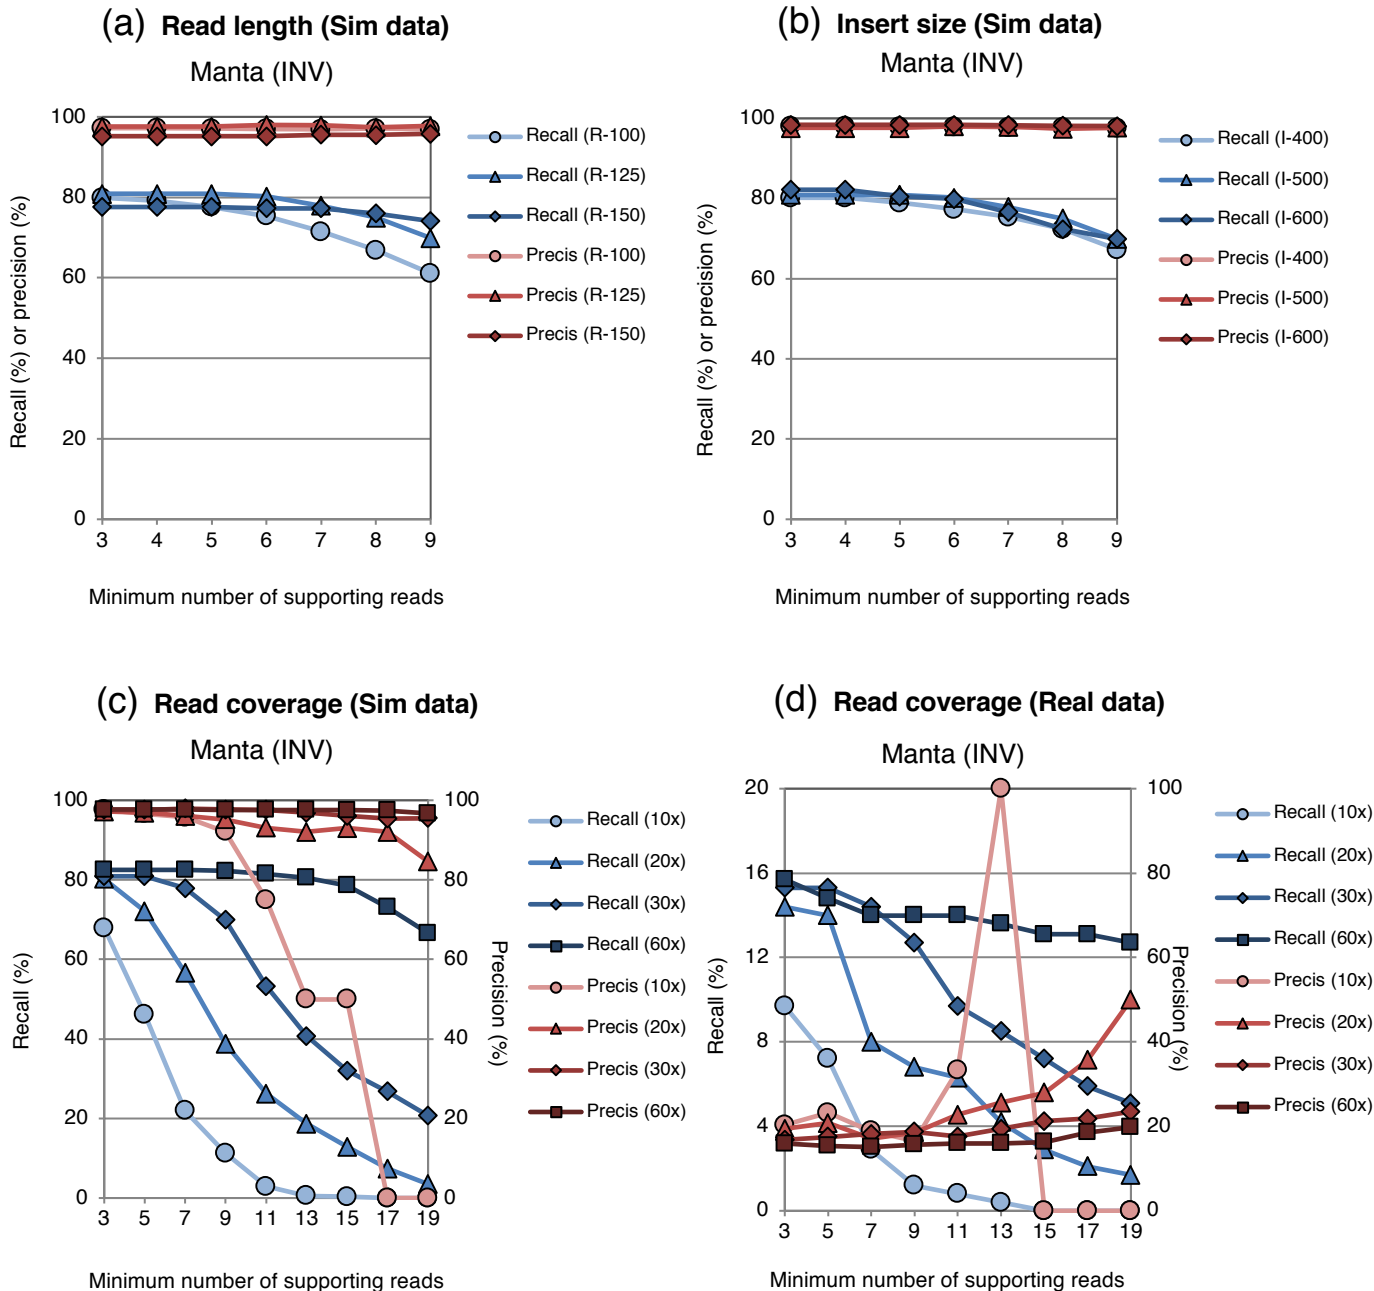 (a) Read length (Sim data)
Manta (INV)
Recall (%) or precision (%)
100
80
60
40
20
0
3 4 5 6 7 8 9
Minimum number of supporting reads
Recall (R-100)
Recall (R-125)
Recall (R-150)
Precis (R-100)
Precis (R-125)
Precis (R-150)
(b) Insert size (Sim data)
Manta (INV)
Recall (%) or precision (%)
100
80
60
40
20
0
3 4 5 6 7 8 9
Minimum number of supporting reads
Recall (I-400)
Recall (I-500)
Recall (I-600)
Precis (I-400)
Precis (I-500)
Precis (I-600)
(c) Read coverage (Sim data)
Manta (INV)
Recall (%)
100
80
60
40
20
0
3 5 7 9 11 13 15 17 19
Minimum number of supporting reads
100
80
60
40
20
0
Precision (%)
Recall (10x)
Recall (20x)
Recall (30x)
Recall (60x)
Precis (10x)
Precis (20x)
Precis (30x)
Precis (60x)
(d) Read coverage (Real data)
Manta (INV)
Recall (%)
20
16
12
8
4
0
3 5 7 9 11 13 15 17 19
Minimum number of supporting reads
100
80
60
40
20
0
Precision (%)
Recall (10x)
Recall (20x)
Recall (30x)
Recall (60x)
Precis (10x)
Precis (20x)
Precis (30x)
Precis (60x)